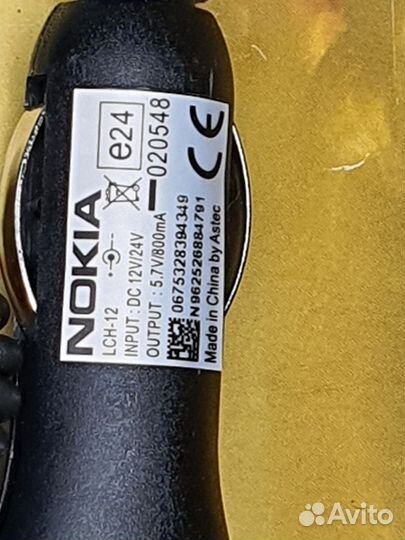 NOKIA
LCH-12
INPUT : DC 12V/24V
OUTPUT : 5.7V/800mA
e24
020548
CE
0675328394349
N962526884791
Made in China by Astec
Avito